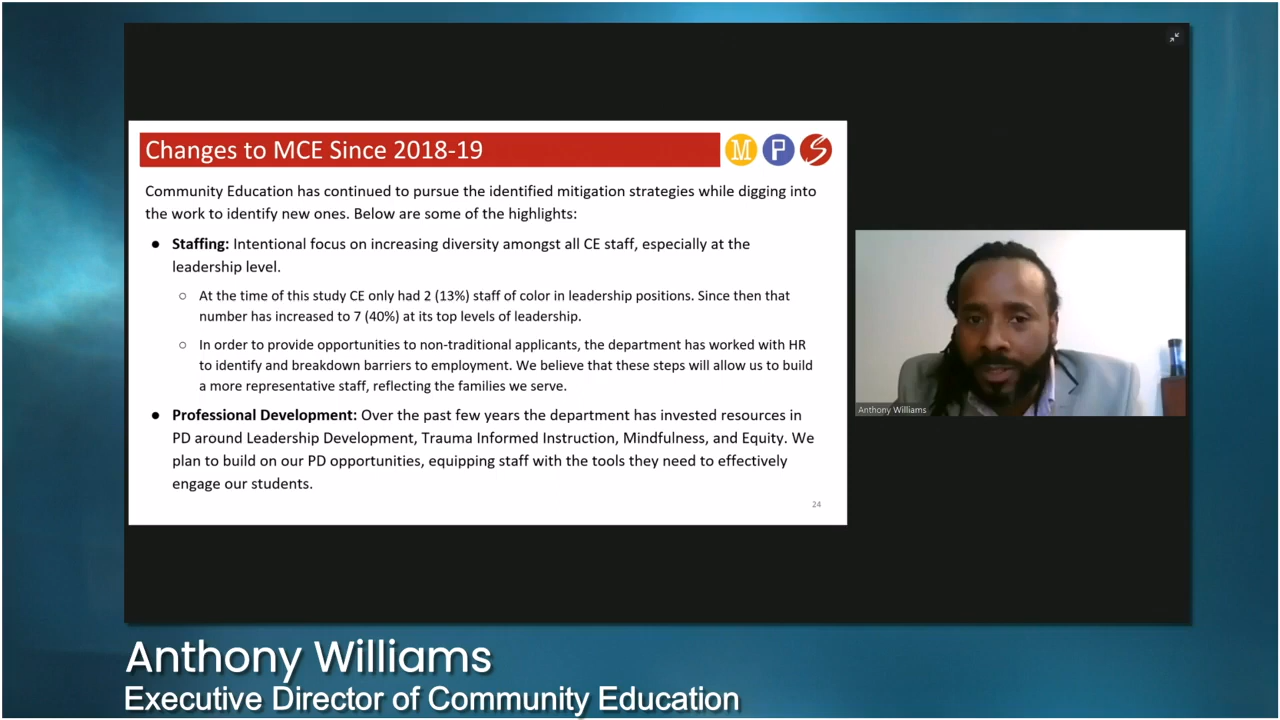 Changes to MCE Since 2018-19
M P S
Community Education has continued to pursue the identified mitigation strategies while digging into
the work to identify new ones. Below are some of the highlights:
● Staffing: Intentional focus on increasing diversity amongst all CE staff, especially at the
leadership level.
○ At the time of this study CE only had 2 (13%) staff of color in leadership positions. Since then that
number has increased to 7 (40%) at its top levels of leadership.
○ In order to provide opportunities to non-traditional applicants, the department has worked with HR
to identify and breakdown barriers to employment. We believe that these steps will allow us to build
a more representative staff, reflecting the families we serve.
● Professional Development: Over the past few years the department has invested resources in
PD around Leadership Development, Trauma Informed Instruction, Mindfulness, and Equity. We
plan to build on our PD opportunities, equipping staff with the tools they need to effectively
engage our students.
24
Anthony Williams
Anthony Williams
Executive Director of Community Education